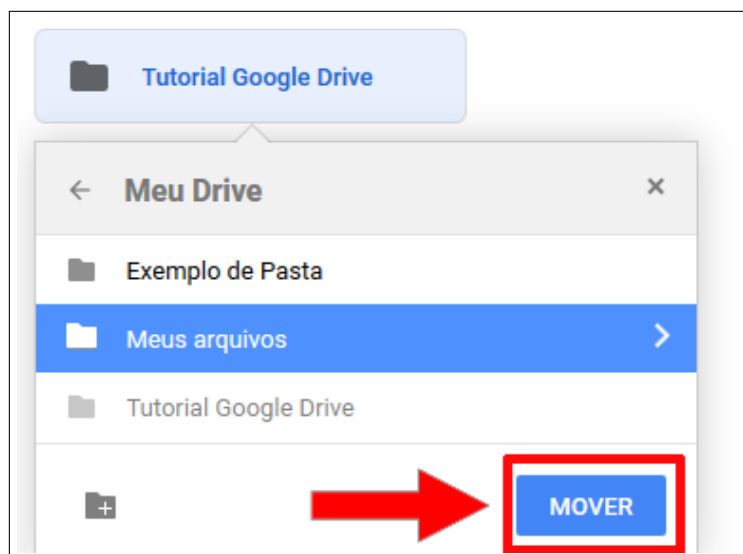 Tutorial Google Drive
Meu Drive
Exemplo de Pasta
Meus arquivos
Tutorial Google Drive
MOVER